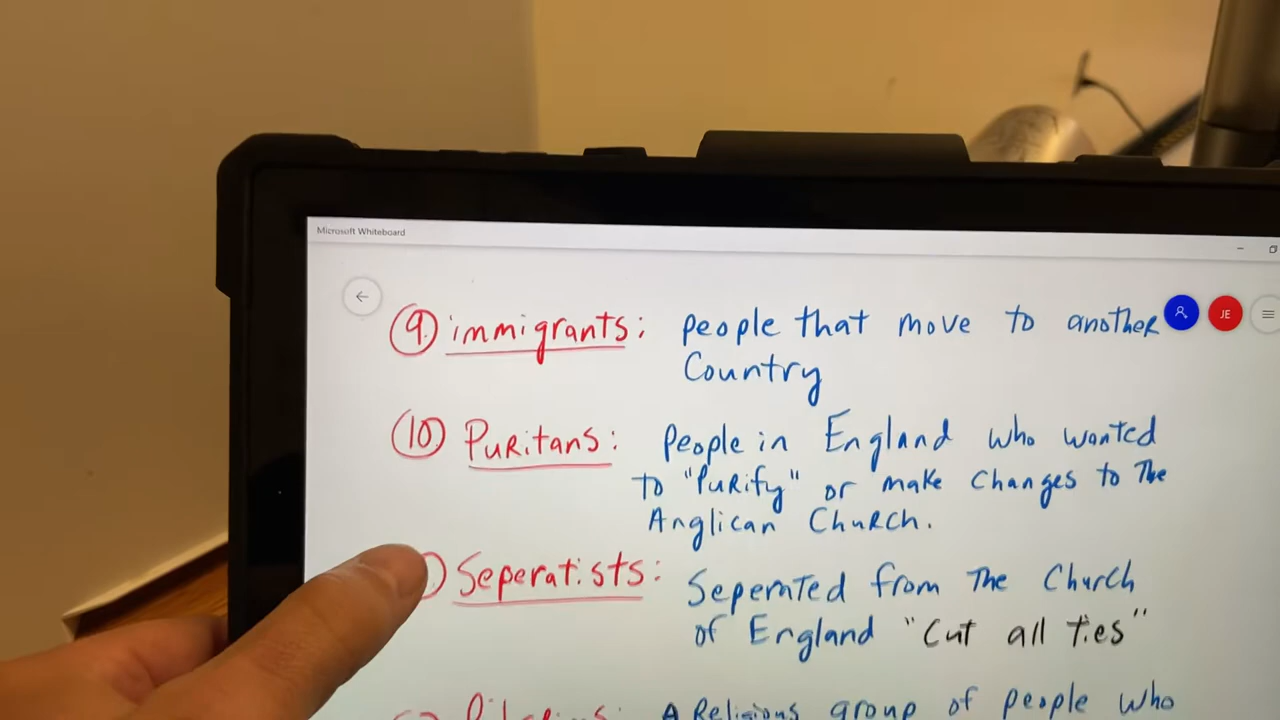 Microsoft Whiteboard
9. immigrants: people that move to another
Country
JE
10 Puritans: People in England who wanted
to "Purify" or make changes to the
Anglican Church.
Seperatists: Seperated from the Church
of England "Cut all ties"
Pilgrims: A Religious group of people who